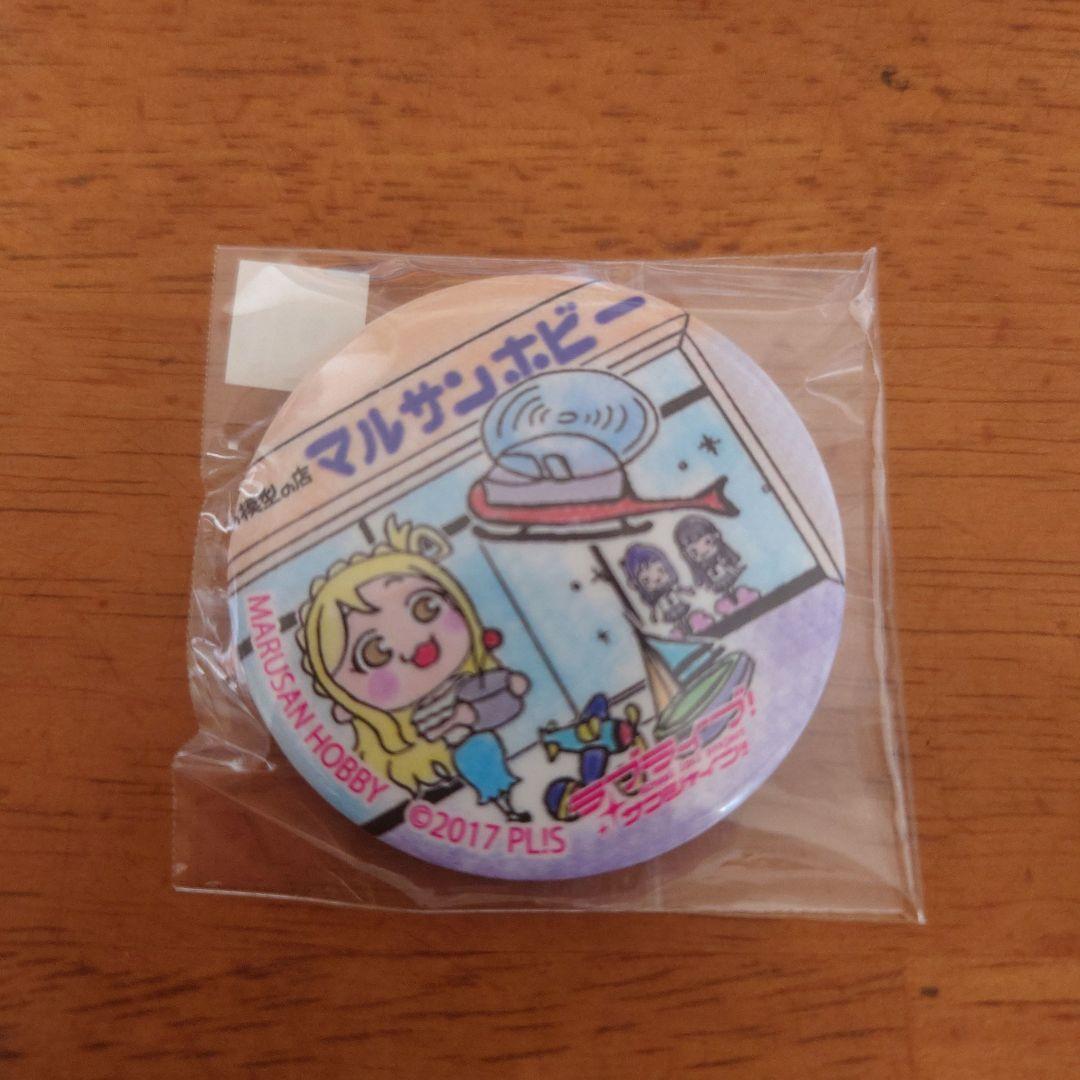 マルサンホビー
模型の店
MARUSAN HOBBY
©2017 PL!S
ラブライブ!
サンシャイン!!